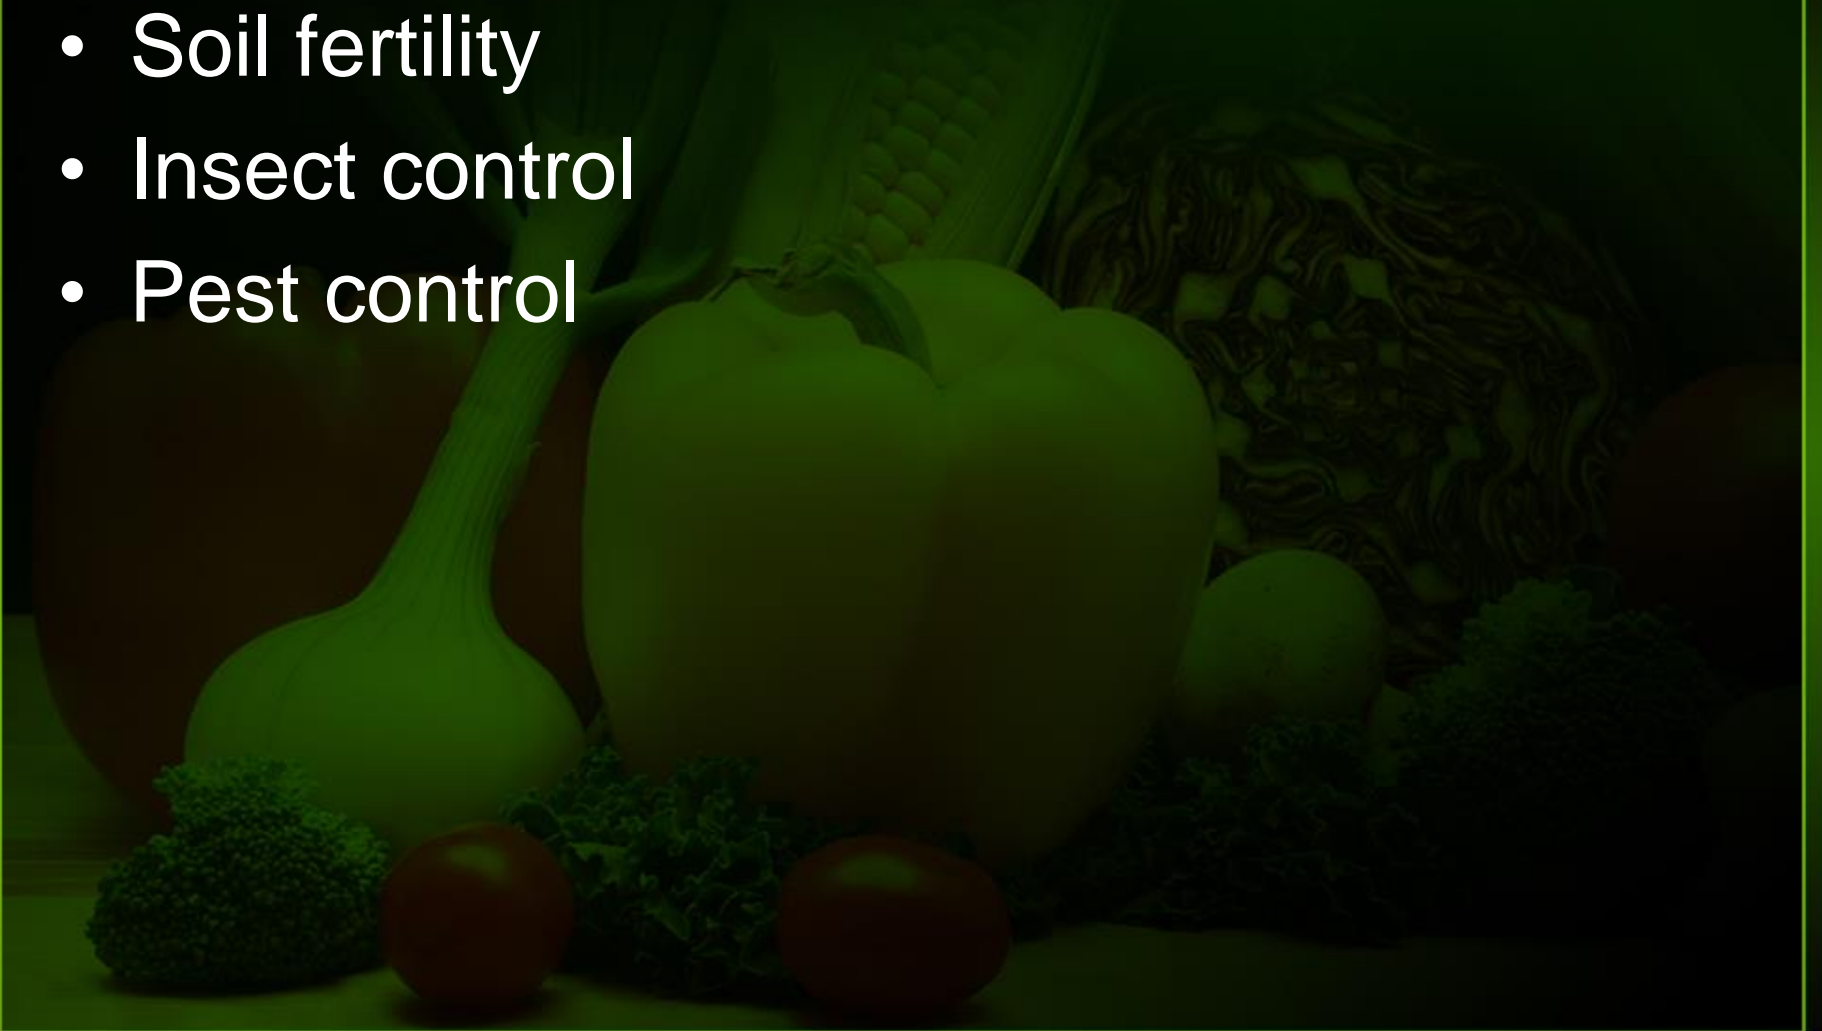 • Soil fertility
• Insect control
• Pest control